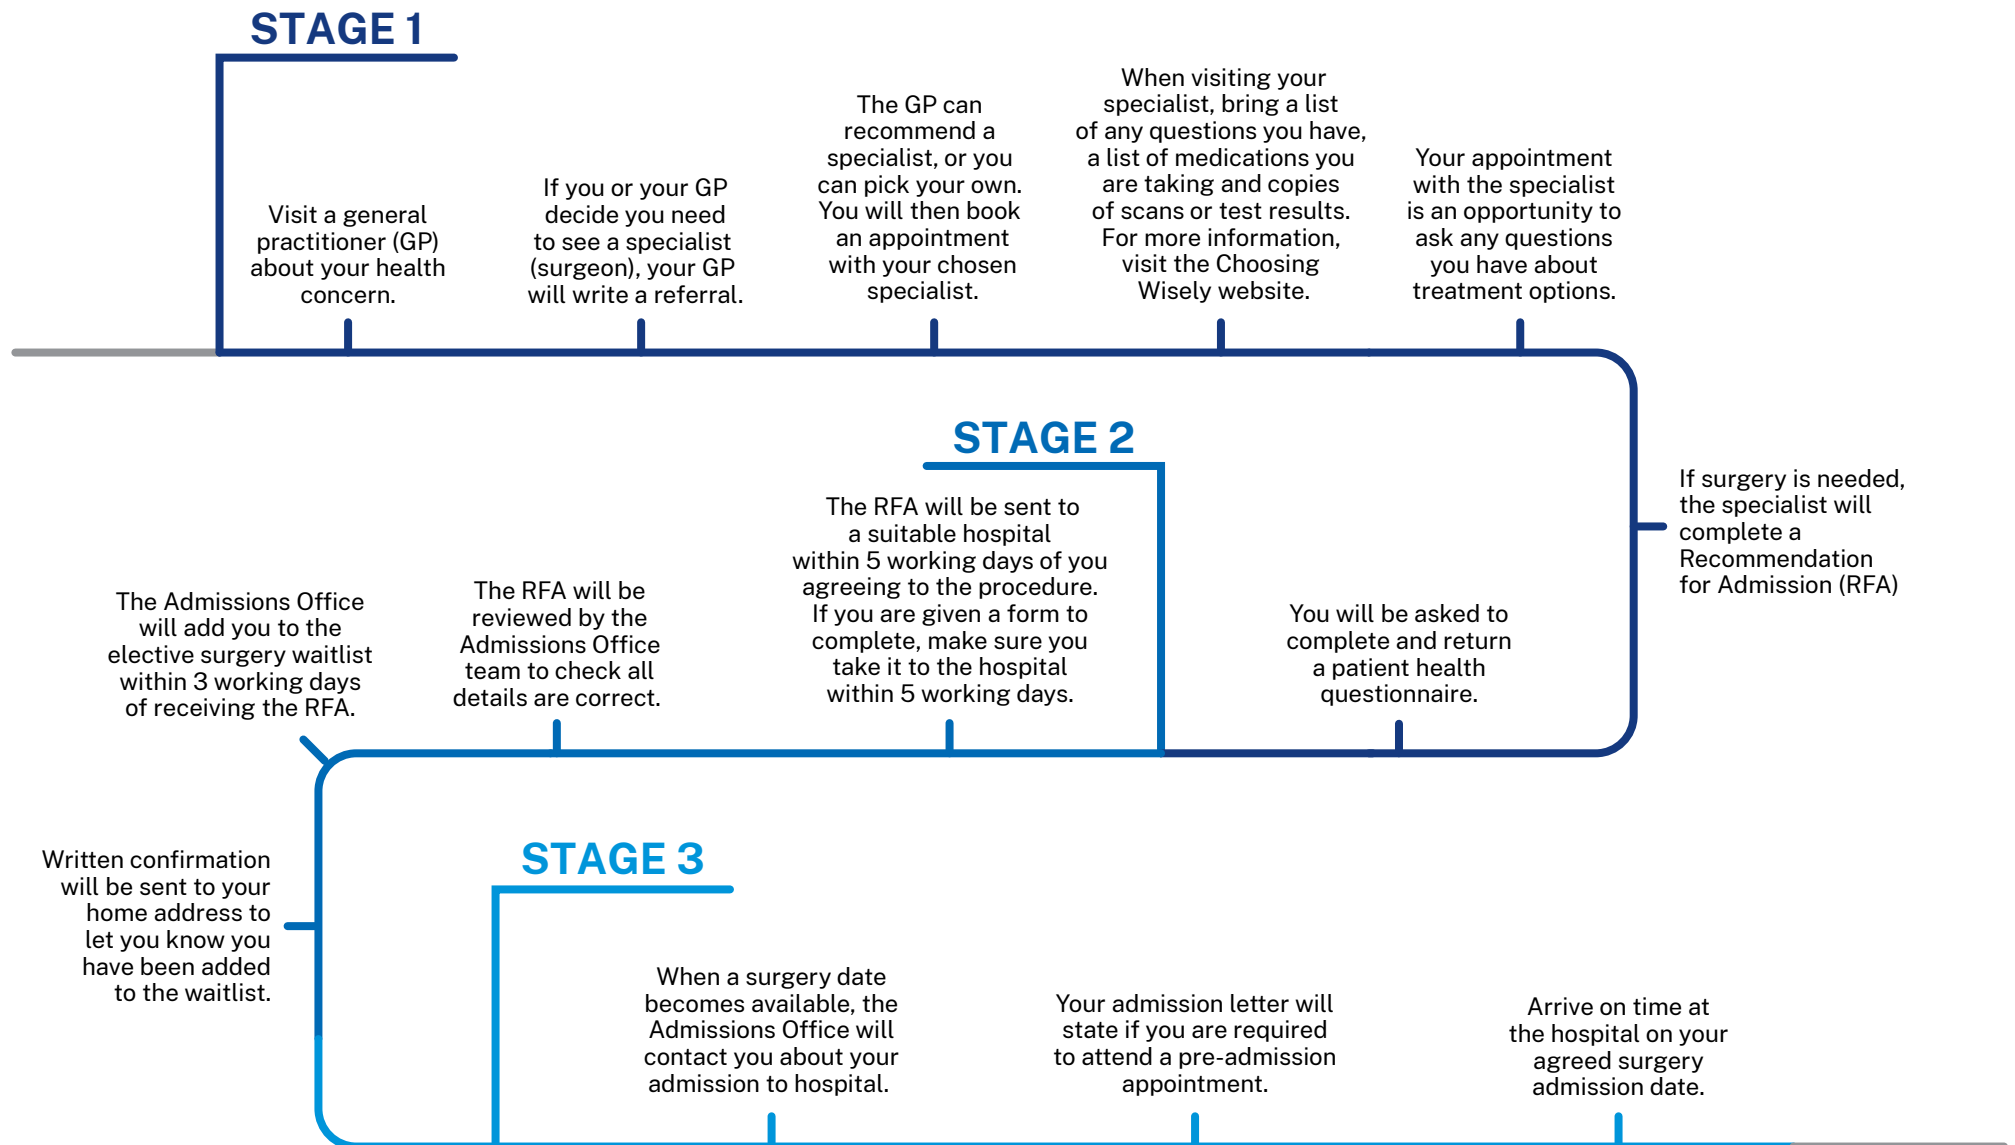 STAGE 1
Visit a general
practitioner (GP)
about your health
concern.
If you or your GP
decide you need
to see a specialist
(surgeon), your GP
will write a referral.
The GP can
recommend a
specialist, or you
can pick your own.
You will then book
an appointment
with your chosen
specialist.
When visiting your
specialist, bring a list
of any questions you have,
a list of medications you
are taking and copies
of scans or test results.
For more information,
visit the Choosing
Wisely website.
Your appointment
with the specialist
is an opportunity to
ask any questions
you have about
treatment options.
If surgery is needed,
the specialist will
complete a
Recommendation
for Admission (RFA)
You will be asked to
complete and return
a patient health
questionnaire.
STAGE 2
The RFA will be sent to
a suitable hospital
within 5 working days of you
agreeing to the procedure.
If you are given a form to
complete, make sure you
take it to the hospital
within 5 working days.
The RFA will be
reviewed by the
Admissions Office
team to check all
details are correct.
The Admissions Office
will add you to the
elective surgery waitlist
within 3 working days
of receiving the RFA.
Written confirmation
will be sent to your
home address to
let you know you
have been added
to the waitlist.
STAGE 3
When a surgery date
becomes available, the
Admissions Office will
contact you about your
admission to hospital.
Your admission letter will
state if you are required
to attend a pre-admission
appointment.
Arrive on time at
the hospital on your
agreed surgery
admission date.